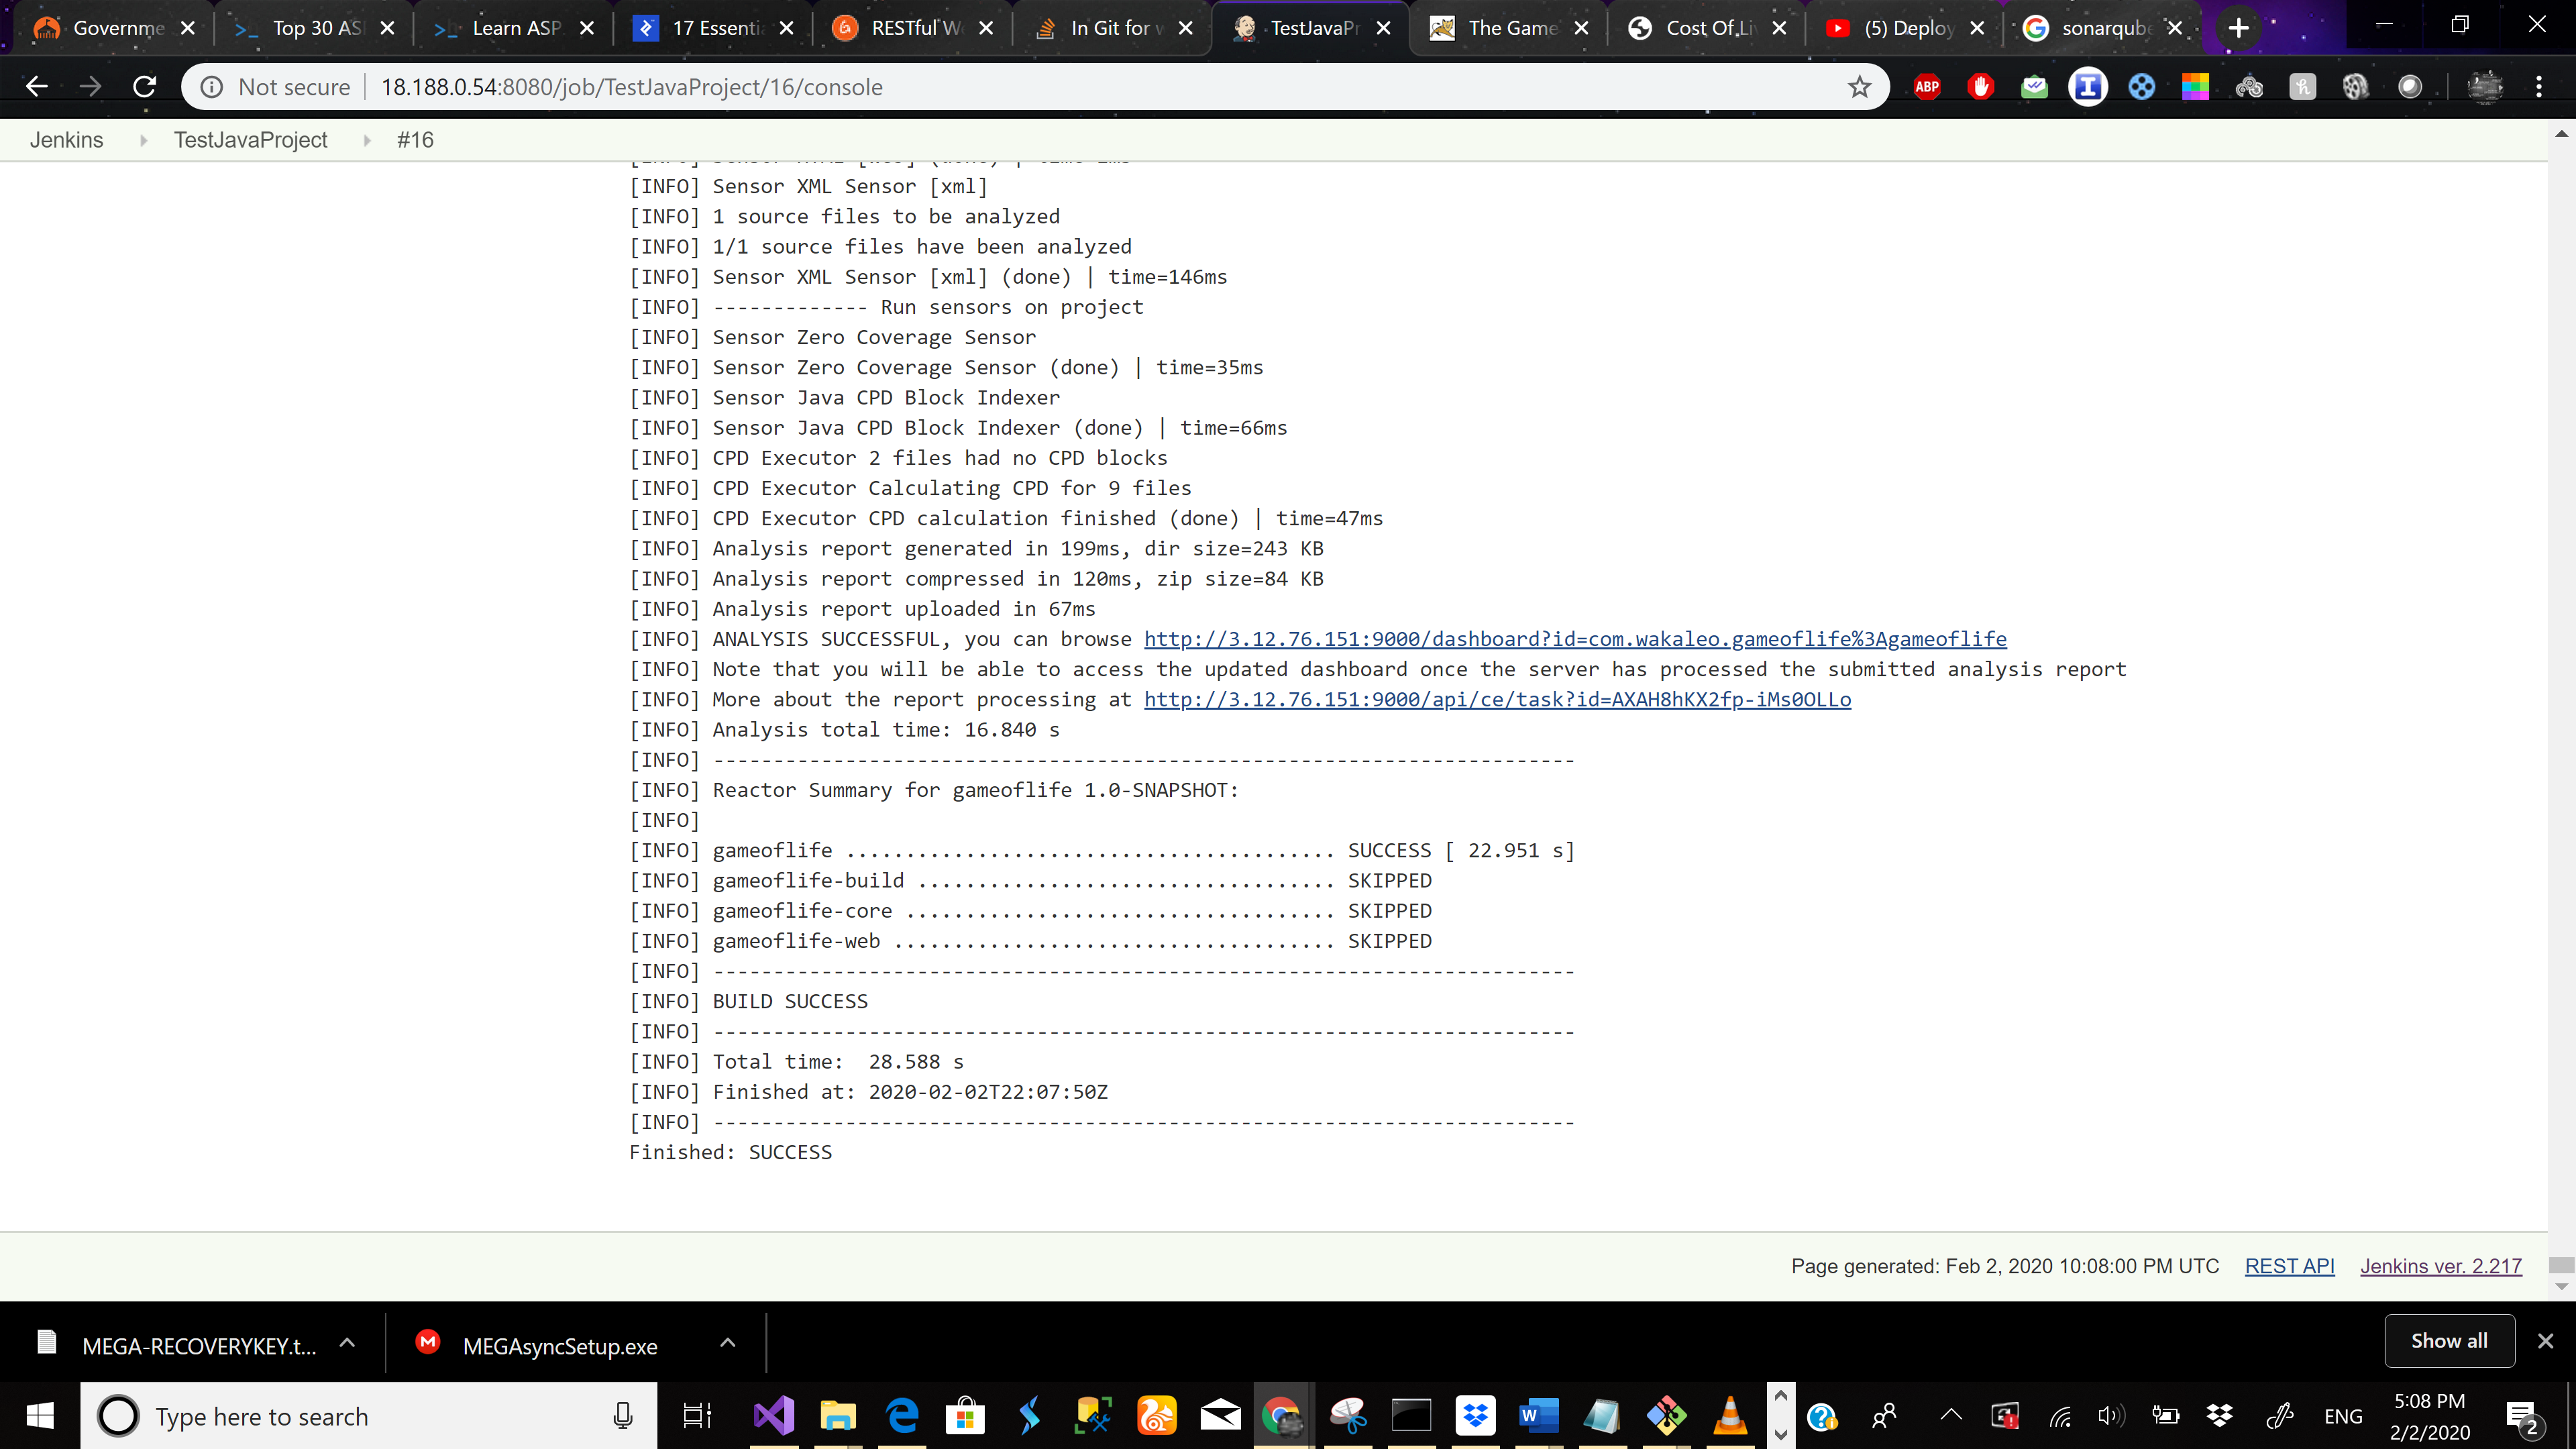 Governme
Top 30 AS
Learn ASP
17 Essentia
RESTful W
In Git for w
TestJavaPr
The Game
Cost Of Liv
(5) Deploy
sonarqube
Not secure
18.188.0.54:8080/job/TestJavaProject/16/console
ABP
Jenkins
TestJavaProject
#16
[INFO] Sensor XML Sensor [xml]
[INFO] 1 source files to be analyzed
[INFO] 1/1 source files have been analyzed
[INFO] Sensor XML Sensor [xml] (done) | time=146ms
[INFO] ------------- Run sensors on project
[INFO] Sensor Zero Coverage Sensor
[INFO] Sensor Zero Coverage Sensor (done) | time=35ms
[INFO] Sensor Java CPD Block Indexer
[INFO] Sensor Java CPD Block Indexer (done) | time=66ms
[INFO] CPD Executor 2 files had no CPD blocks
[INFO] CPD Executor Calculating CPD for 9 files
[INFO] CPD Executor CPD calculation finished (done) | time=47ms
[INFO] Analysis report generated in 199ms, dir size=243 KB
[INFO] Analysis report compressed in 120ms, zip size=84 KB
[INFO] Analysis report uploaded in 67ms
[INFO] ANALYSIS SUCCESSFUL, you can browse http://3.12.76.151:9000/dashboard?id=com.wakaleo.gameoflife%3Agameoflife
[INFO] Note that you will be able to access the updated dashboard once the server has processed the submitted analysis report
[INFO] More about the report processing at http://3.12.76.151:9000/api/ce/task?id=AXAH8hKX2fp-iMs0OLLo
[INFO] Analysis total time: 16.840 s
[INFO] ------------------------------------------------------------------------
[INFO] Reactor Summary for gameoflife 1.0-SNAPSHOT:
[INFO]
[INFO] gameoflife ......................................... SUCCESS [ 22.951 s]
[INFO] gameoflife-build ................................... SKIPPED
[INFO] gameoflife-core .................................... SKIPPED
[INFO] gameoflife-web ..................................... SKIPPED
[INFO] ------------------------------------------------------------------------
[INFO] BUILD SUCCESS
[INFO] ------------------------------------------------------------------------
[INFO] Total time:  28.588 s
[INFO] Finished at: 2020-02-02T22:07:50Z
[INFO] ------------------------------------------------------------------------
Finished: SUCCESS
Page generated: Feb 2, 2020 10:08:00 PM UTC
REST API
Jenkins ver. 2.217
MEGA-RECOVERYKEY.t...
MEGAsyncSetup.exe
Show all
Type here to search
ENG
5:08 PM
2/2/2020
2